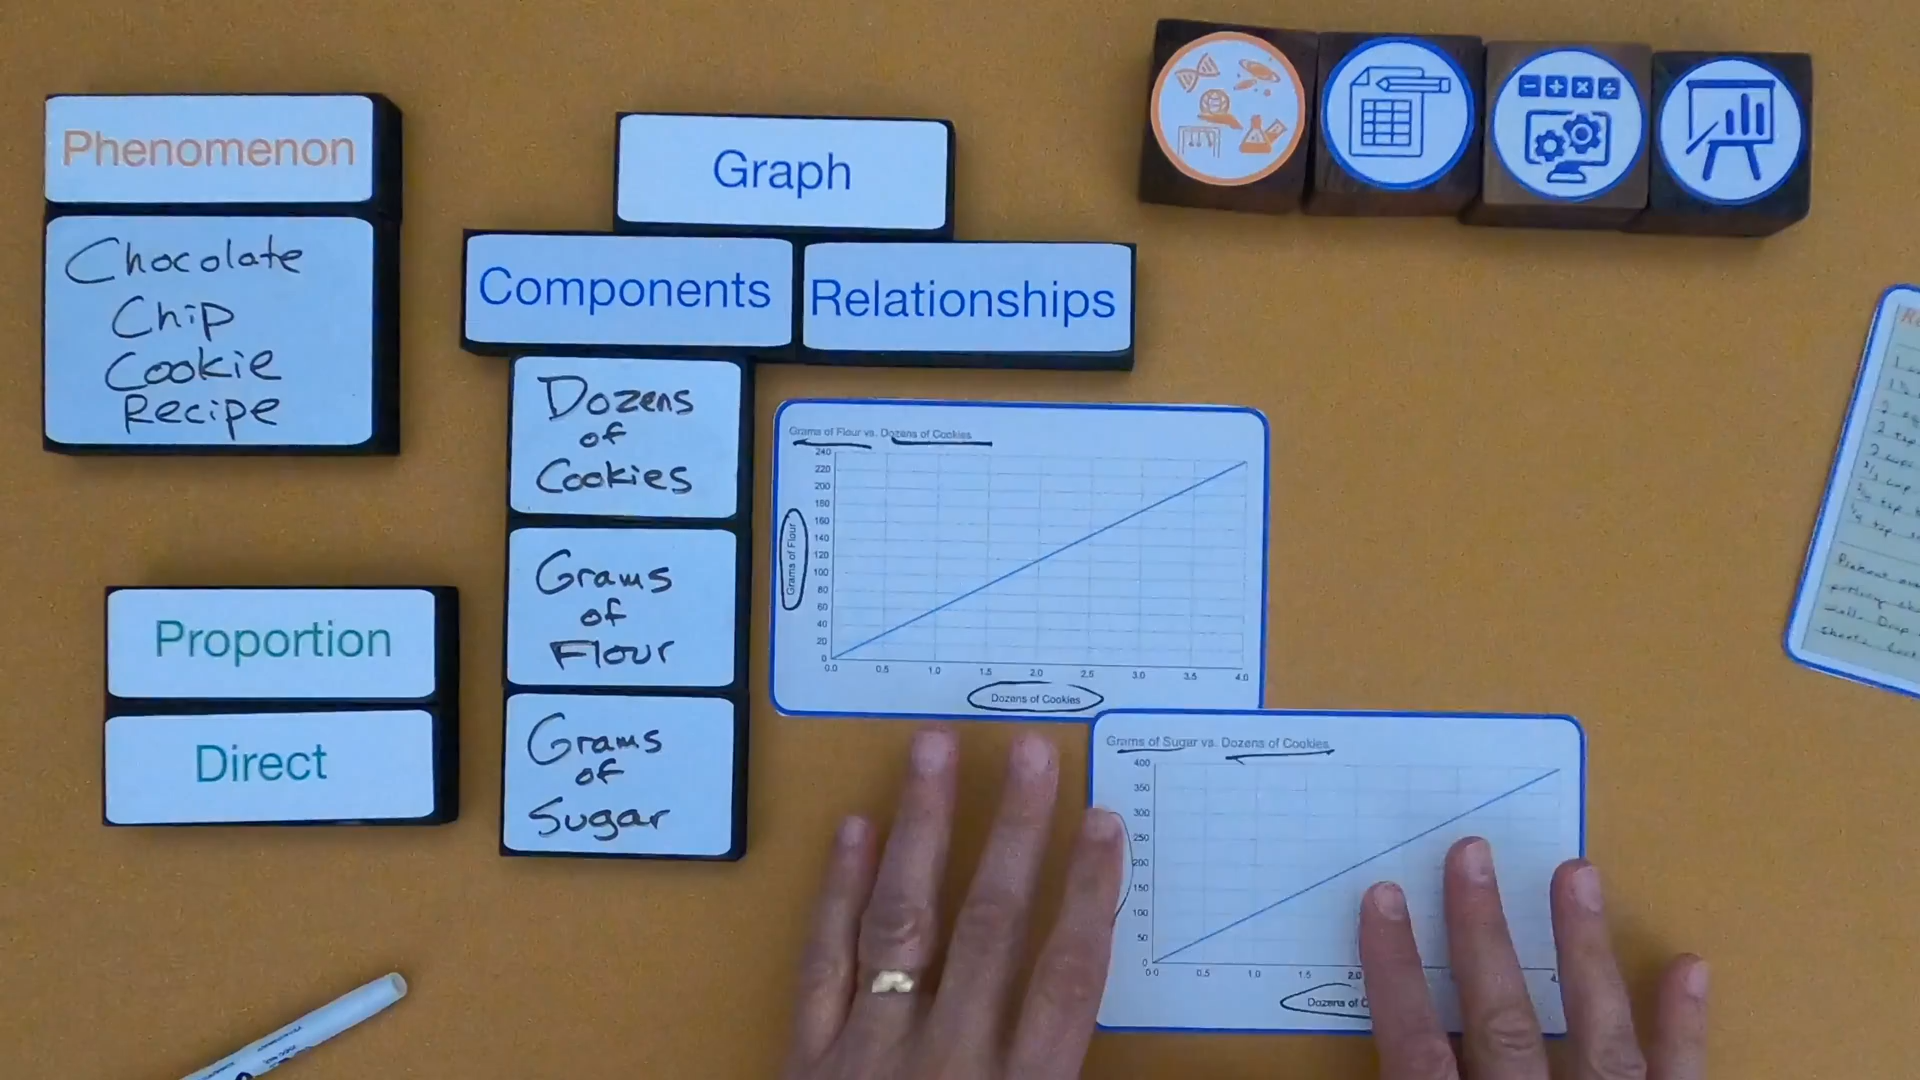 Phenomenon
Chocolate
Chip
Cookie
Recipe
Proportion
Direct
Graph
Components
Relationships
Dozens
of
Cookies
Grams
of
Flour
Grams
of
Sugar
Grams of Flour vs. Dozens of Cookies
240
220
200
180
160
140
120
100
80
60
40
20
0
Grams of Flour
0.0 0.5 1.0 1.5 2.0 2.5 3.0 3.5 4.0
Dozens of Cookies
Grams of Sugar vs. Dozens of Cookies
400
350
300
250
200
150
100
50
0
0.0 0.5 1.0 1.5 2.0
Dozens of